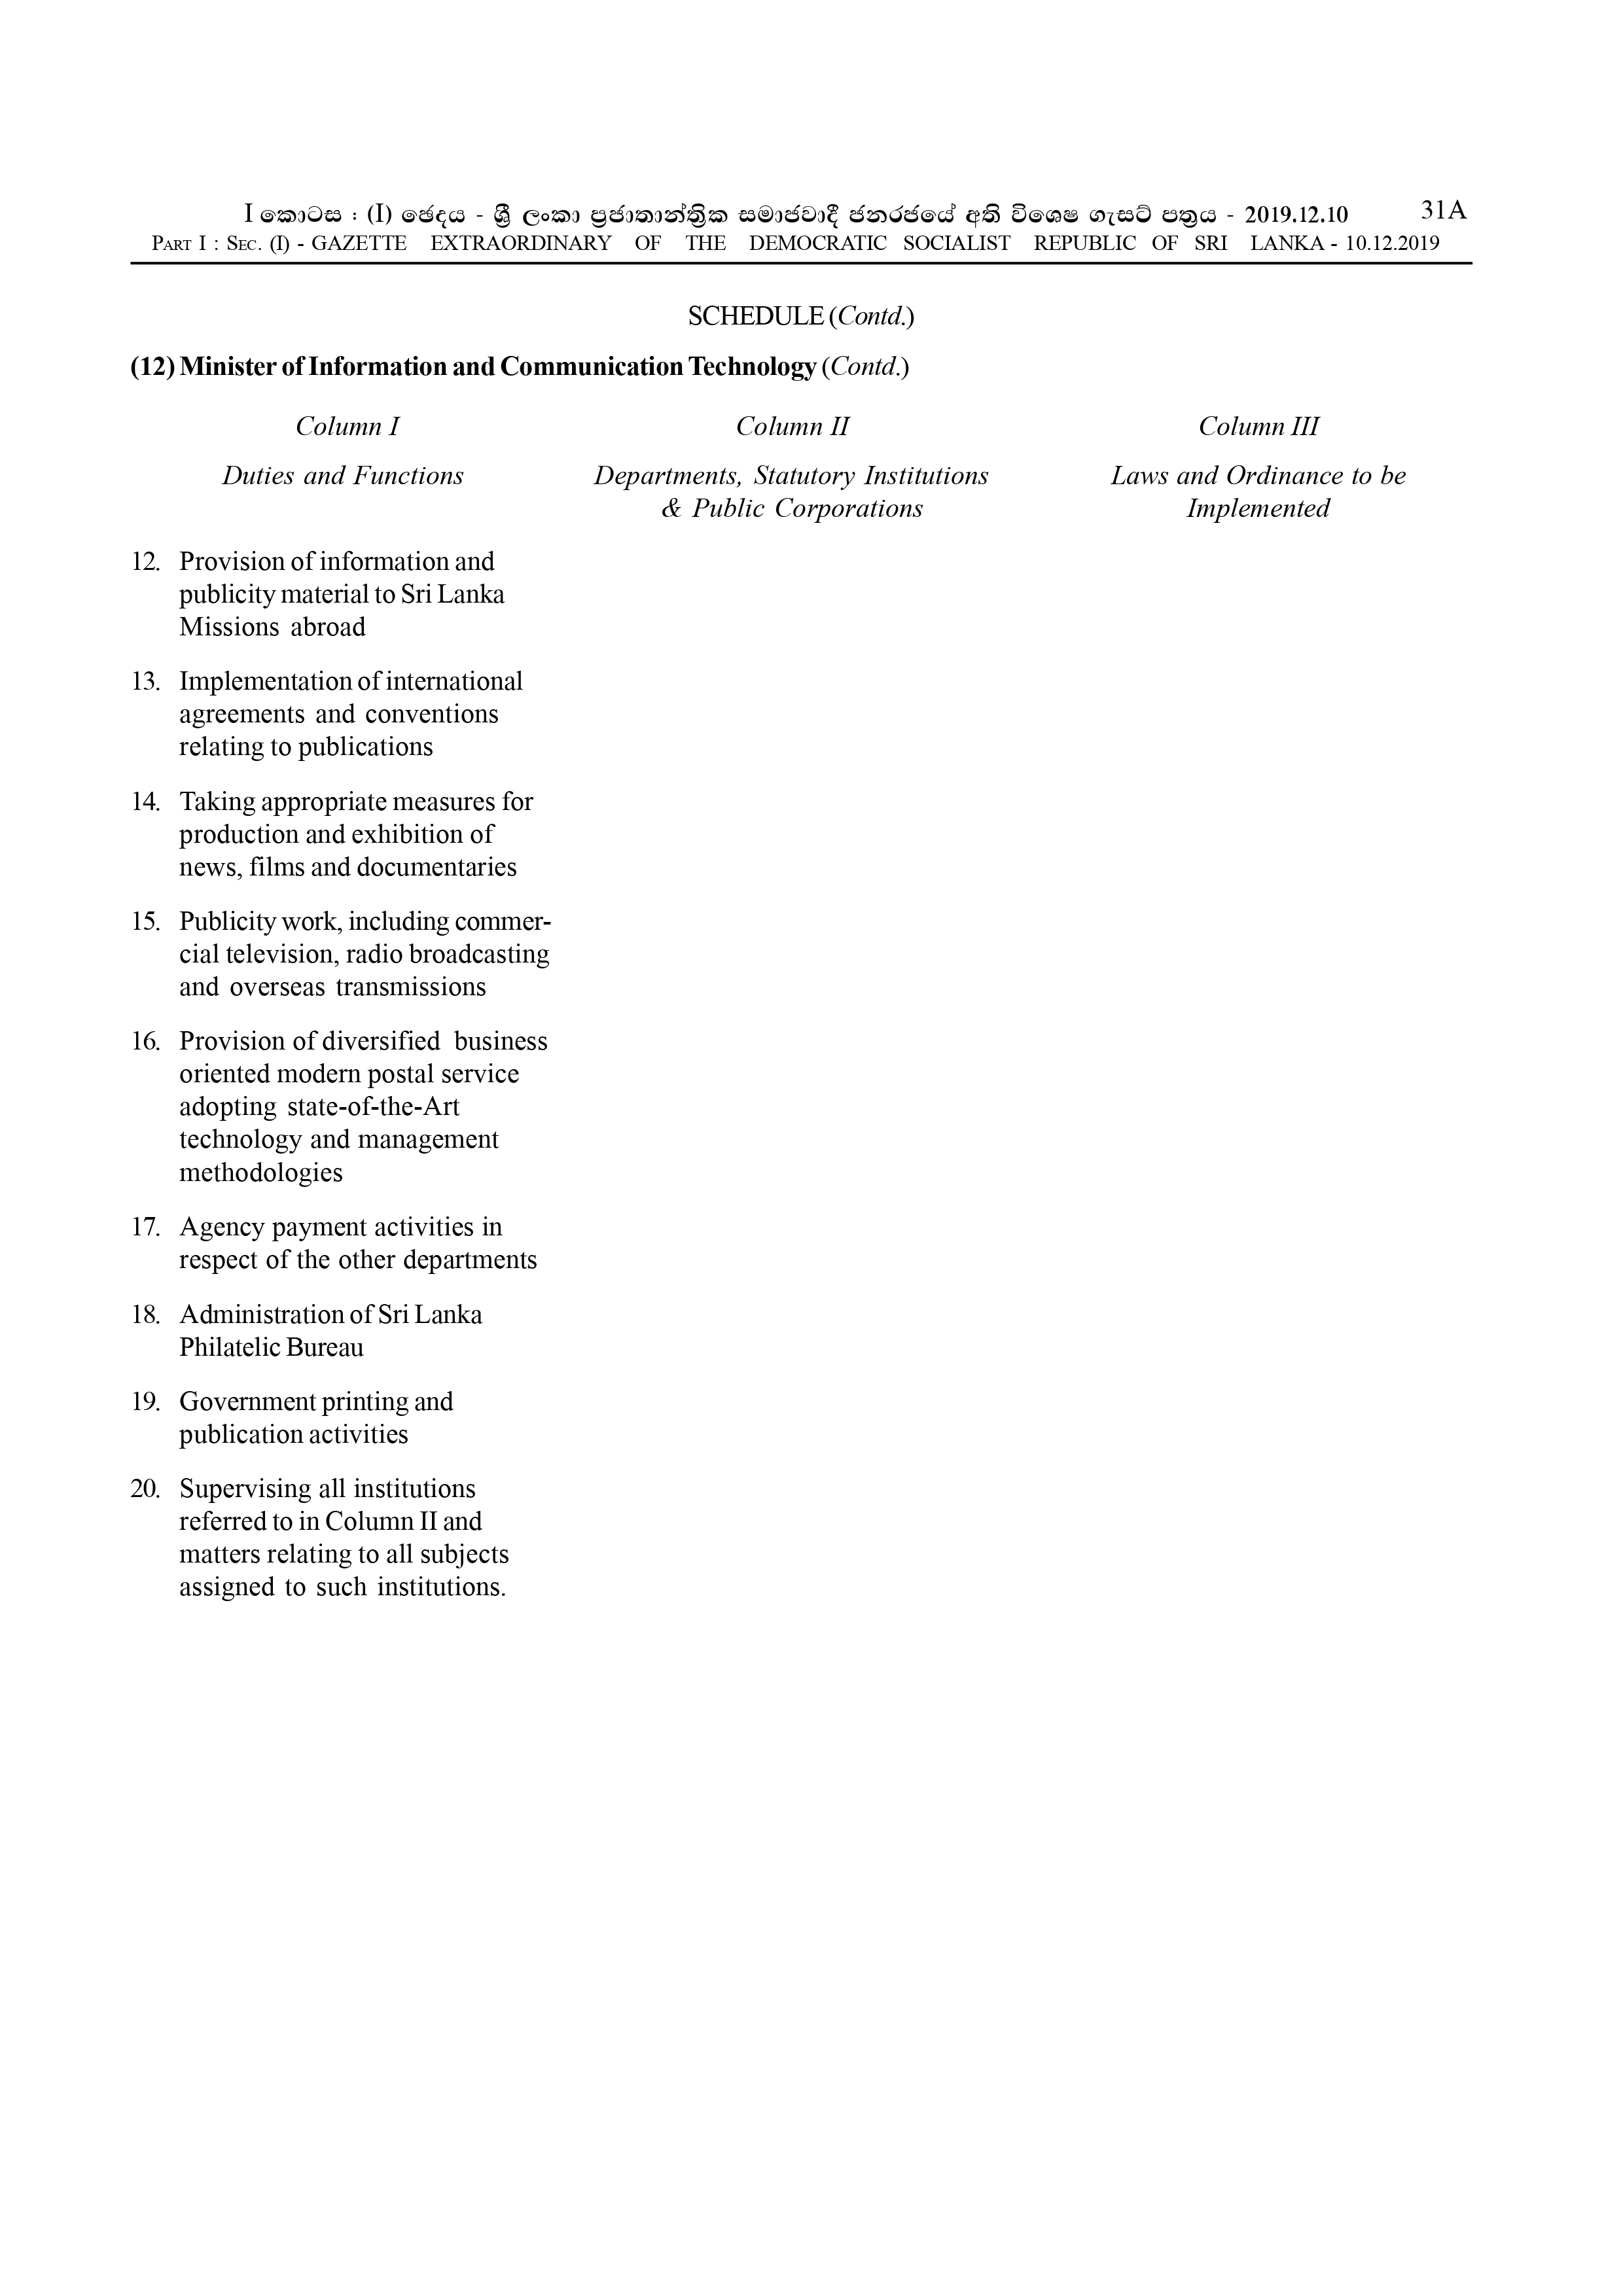 I කොටස : (I) ඡෙදය - ශ්‍රී ලංකා ප්‍රජාතාන්ත්‍රික සමාජවාදී ජනරජයේ අති විශෙෂ ගැසට් පත්‍රය - 2019.12.10 31A
PART I : SEC. (I) - GAZETTE EXTRAORDINARY OF THE DEMOCRATIC SOCIALIST REPUBLIC OF SRI LANKA - 10.12.2019
SCHEDULE (Contd.)
(12) Minister of Information and Communication Technology (Contd.)
Column I Column II Column III
Duties and Functions Departments, Statutory Institutions Laws and Ordinance to be
& Public Corporations Implemented
12. Provision of information and
publicity material to Sri Lanka
Missions abroad
13. Implementation of international
agreements and conventions
relating to publications
14. Taking appropriate measures for
production and exhibition of
news, films and documentaries
15. Publicity work, including commer-
cial television, radio broadcasting
and overseas transmissions
16. Provision of diversified business
oriented modern postal service
adopting state-of-the-Art
technology and management
methodologies
17. Agency payment activities in
respect of the other departments
18. Administration of Sri Lanka
Philatelic Bureau
19. Government printing and
publication activities
20. Supervising all institutions
referred to in Column II and
matters relating to all subjects
assigned to such institutions.